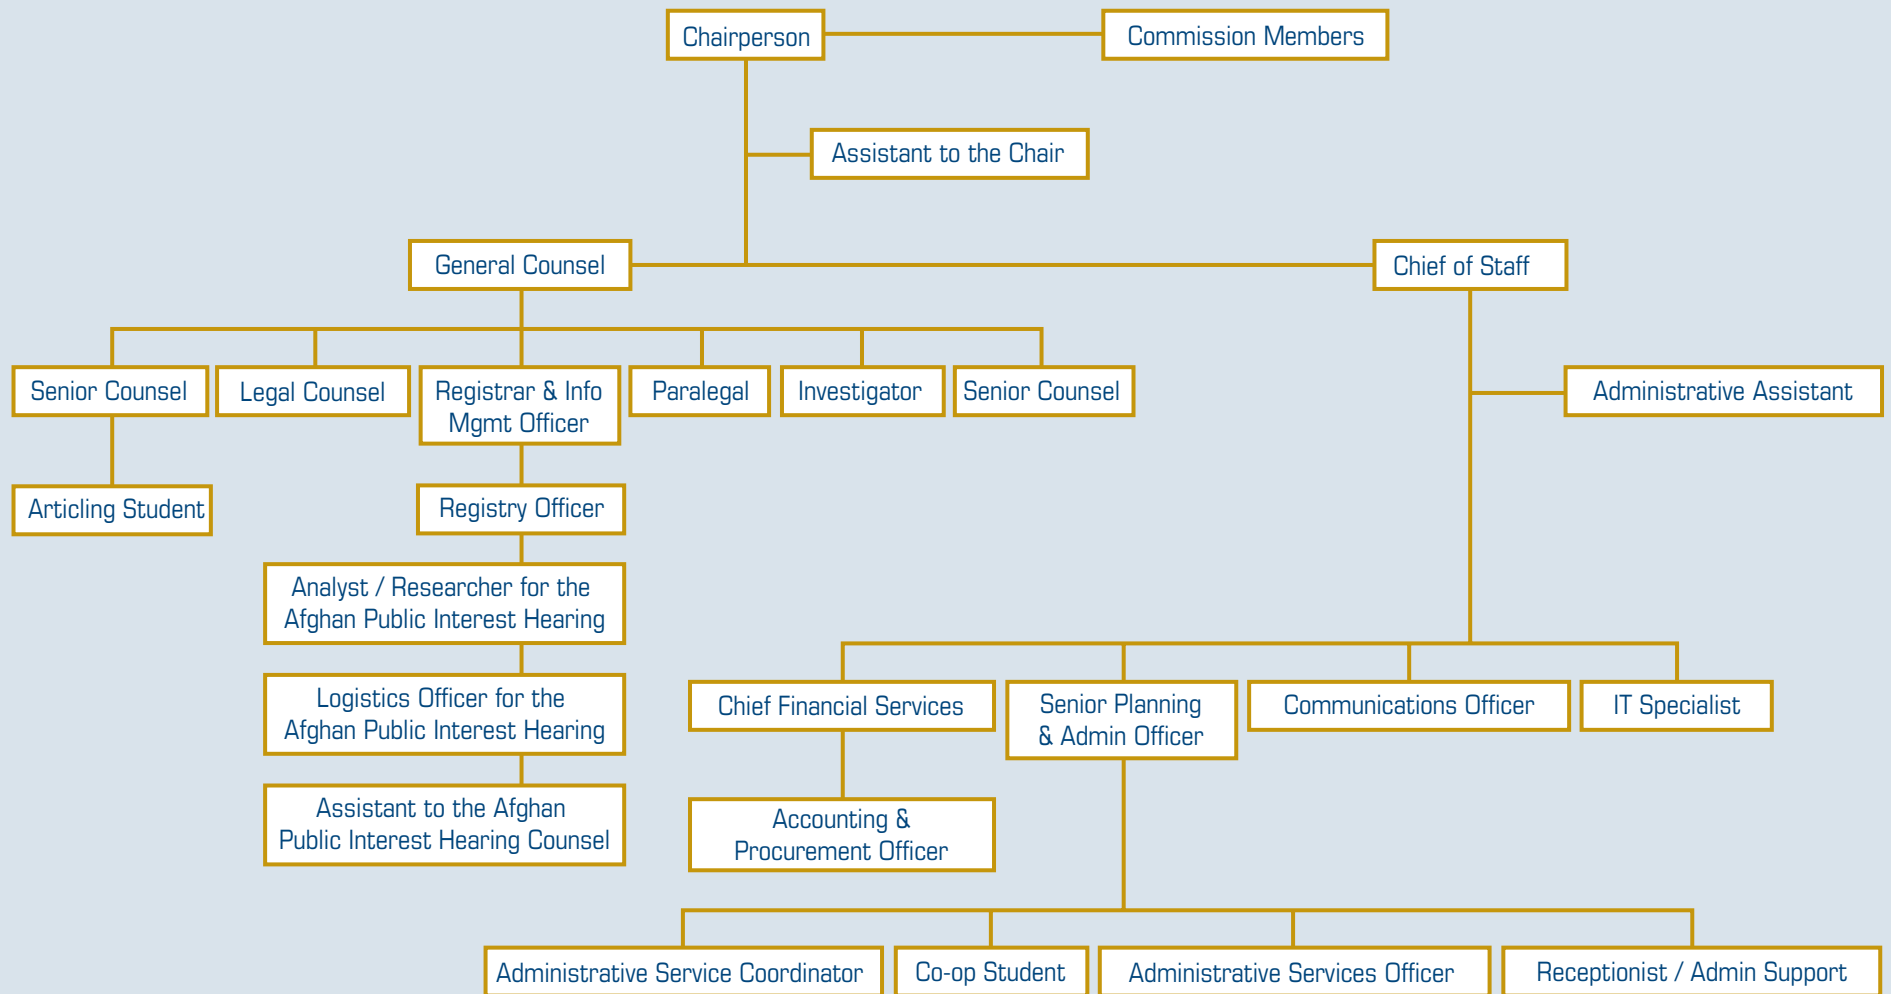 Chairperson
Commission Members
Assistant to the Chair
General Counsel
Chief of Staff
Senior Counsel
Legal Counsel
Registrar & Info
Mgmt Officer
Paralegal
Investigator
Senior Counsel
Administrative Assistant
Articling Student
Registry Officer
Analyst / Researcher for the
Afghan Public Interest Hearing
Logistics Officer for the
Afghan Public Interest Hearing
Assistant to the Afghan
Public Interest Hearing Counsel
Chief Financial Services
Senior Planning
& Admin Officer
Communications Officer
IT Specialist
Accounting &
Procurement Officer
Administrative Service Coordinator
Co-op Student
Administrative Services Officer
Receptionist / Admin Support